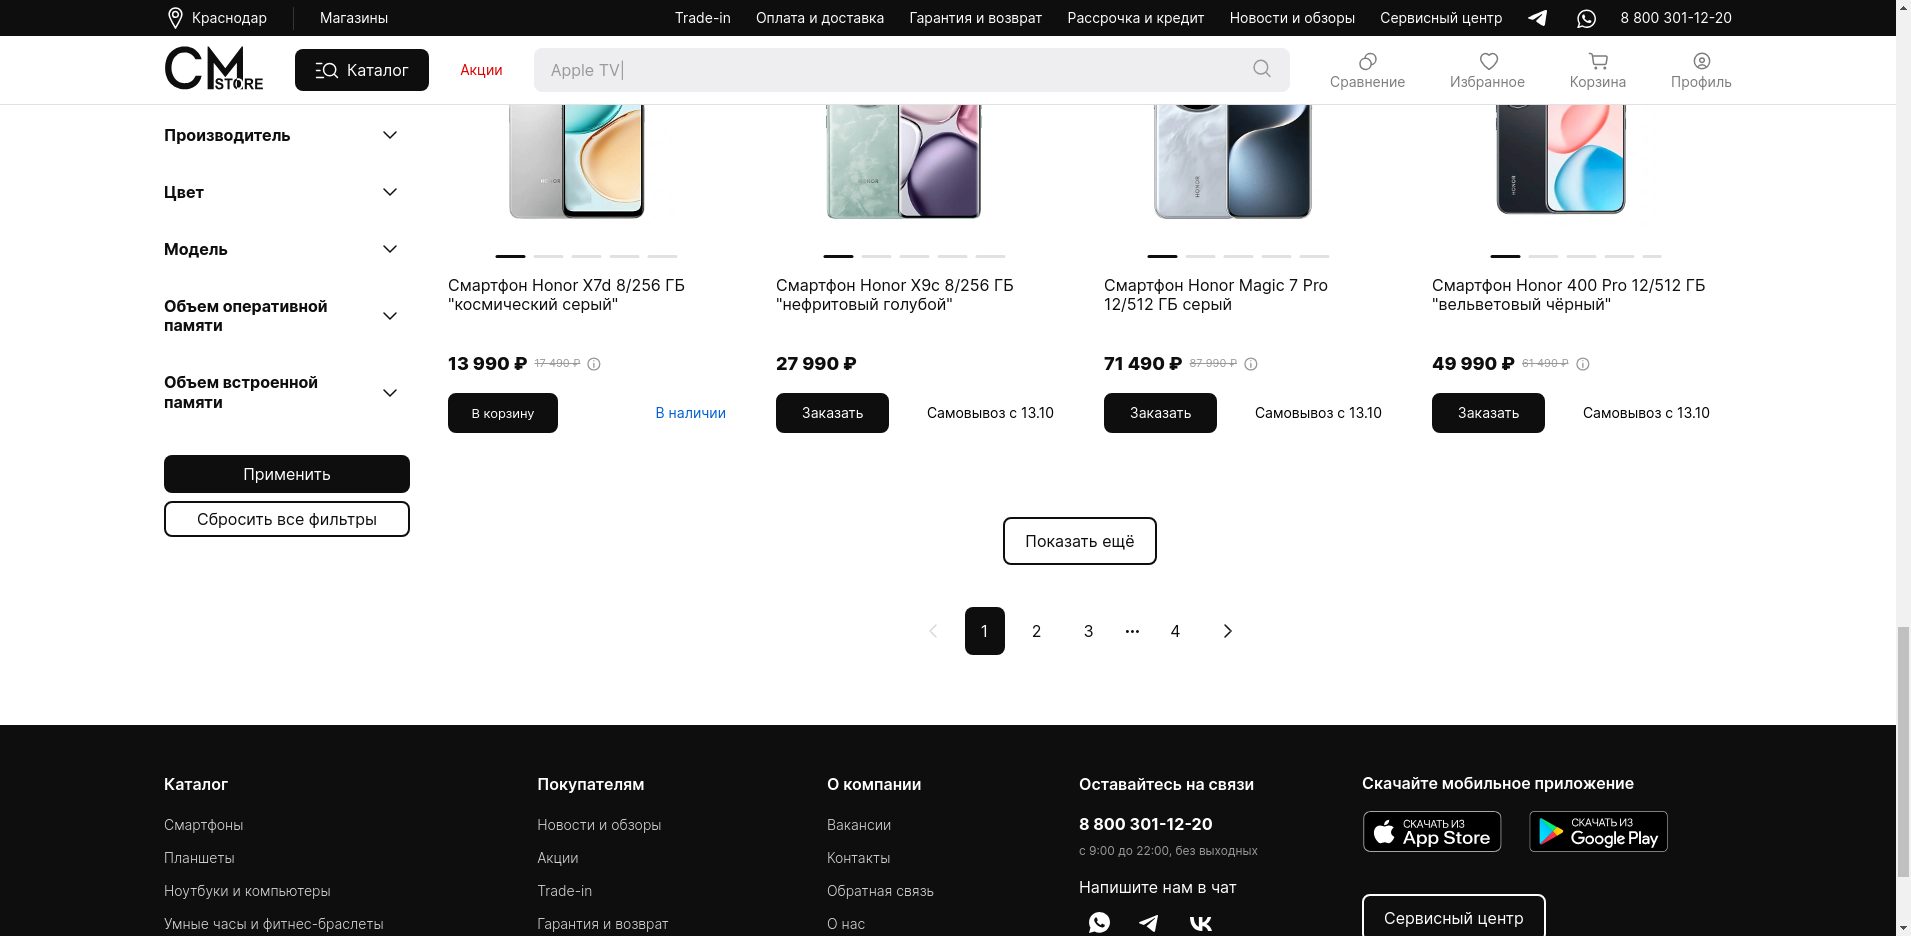 Краснодар
Магазины
Trade-in
Оплата и доставка
Гарантия и возврат
Рассрочка и кредит
Новости и обзоры
Сервисный центр
8 800 301-12-20
CM STORE
Каталог
Акции
Apple TV|
Сравнение
Избранное
Корзина
Профиль
Производитель
Цвет
Модель
Объем оперативной
памяти
Объем встроенной
памяти
Применить
Сбросить все фильтры
HONOR
HONOR
HONOR
HONOR
Смартфон Honor X7d 8/256 ГБ
"космический серый"
13 990 ₽ 17 490 ₽
В корзину
В наличии
Смартфон Honor X9c 8/256 ГБ
"нефритовый голубой"
27 990 ₽
Заказать
Самовывоз с 13.10
Смартфон Honor Magic 7 Pro
12/512 ГБ серый
71 490 ₽ 87 990 ₽
Заказать
Самовывоз с 13.10
Смартфон Honor 400 Pro 12/512 ГБ
"вельветовый чёрный"
49 990 ₽ 61 490 ₽
Заказать
Самовывоз с 13.10
Показать ещё
1 2 3 ••• 4
Каталог
Смартфоны
Планшеты
Ноутбуки и компьютеры
Умные часы и фитнес-браслеты
Покупателям
Новости и обзоры
Акции
Trade-in
Гарантия и возврат
О компании
Вакансии
Контакты
Обратная связь
О нас
Оставайтесь на связи
8 800 301-12-20
с 9:00 до 22:00, без выходных
Напишите нам в чат
Скачайте мобильное приложение
СКАЧАТЬ ИЗ
App Store
СКАЧАТЬ ИЗ
Google Play
Сервисный центр